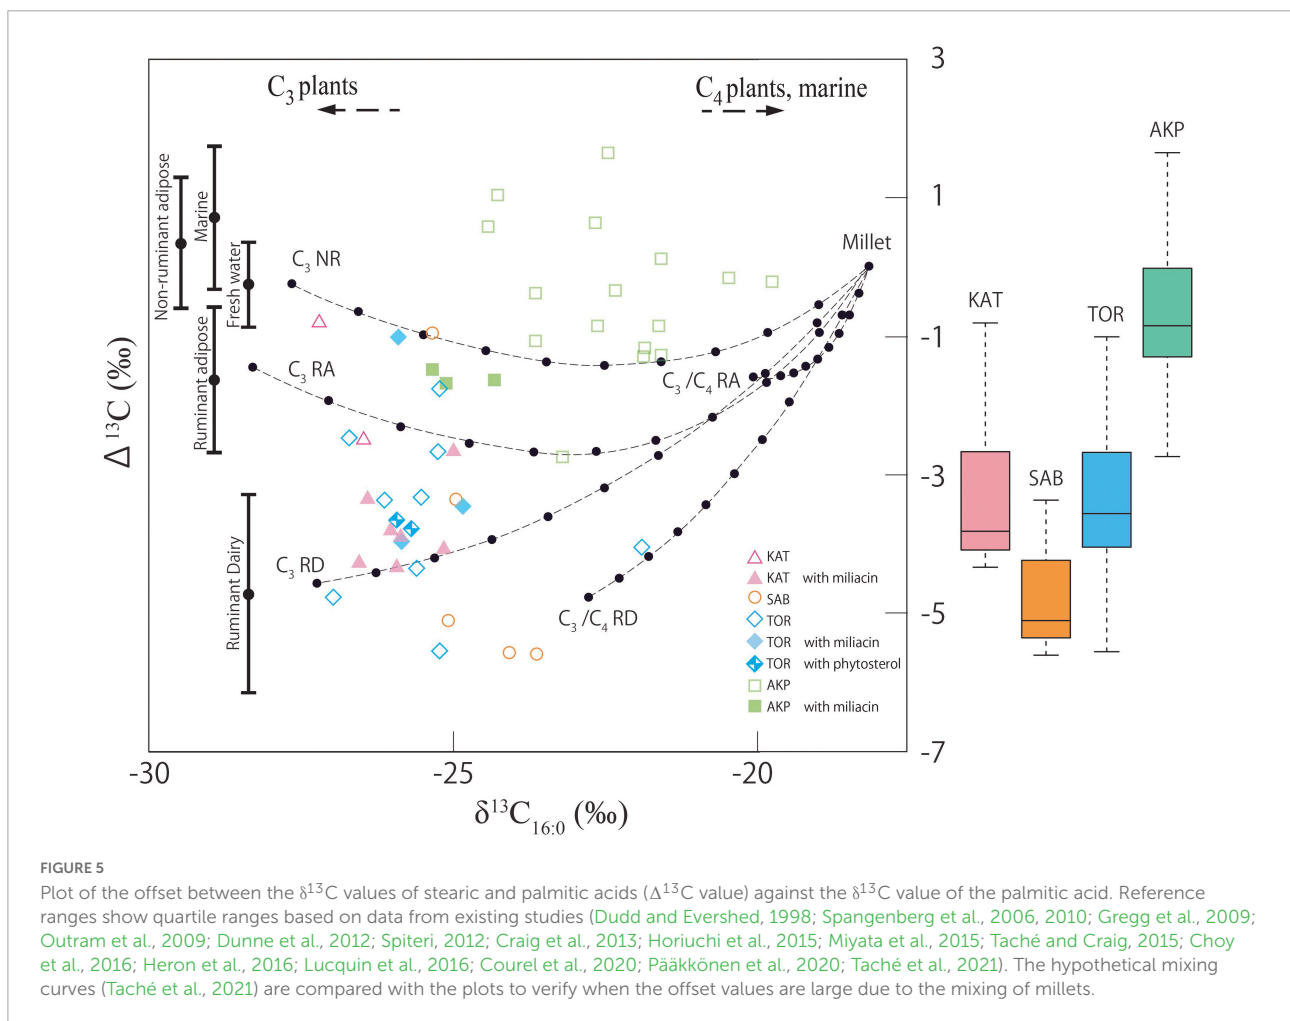 3
C₃ plants
C₄ plants, marine
AKP
Non-ruminant adipose
Marine
Fresh water
1
Millet
C₃ NR
KAT
TOR
-1
Ruminant adipose
C₃ RA
C₃ /C₄ RA
Δ ¹³C (‰)
-3
SAB
Ruminant Dairy
C₃ RD
C₃ /C₄ RD
KAT
KAT with miliacin
SAB
TOR
TOR with miliacin
TOR with phytosterol
AKP
AKP with miliacin
-5
-7
-30
-25
-20
δ¹³C₁₆:₀ (‰)
FIGURE 5
Plot of the offset between the δ¹³C values of stearic and palmitic acids (Δ¹³C value) against the δ¹³C value of the palmitic acid. Reference
ranges show quartile ranges based on data from existing studies (Dudd and Evershed, 1998; Spangenberg et al., 2006, 2010; Gregg et al., 2009;
Outram et al., 2009; Dunne et al., 2012; Spiteri, 2012; Craig et al., 2013; Horiuchi et al., 2015; Miyata et al., 2015; Taché and Craig, 2015; Choy
et al., 2016; Heron et al., 2016; Lucquin et al., 2016; Courel et al., 2020; Pääkkönen et al., 2020; Taché et al., 2021). The hypothetical mixing
curves (Taché et al., 2021) are compared with the plots to verify when the offset values are large due to the mixing of millets.